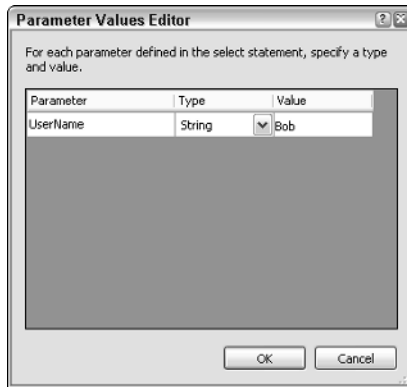 Parameter Values Editor
For each parameter defined in the select statement, specify a type
and value.
Parameter Type Value
UserName String Bob
OK Cancel